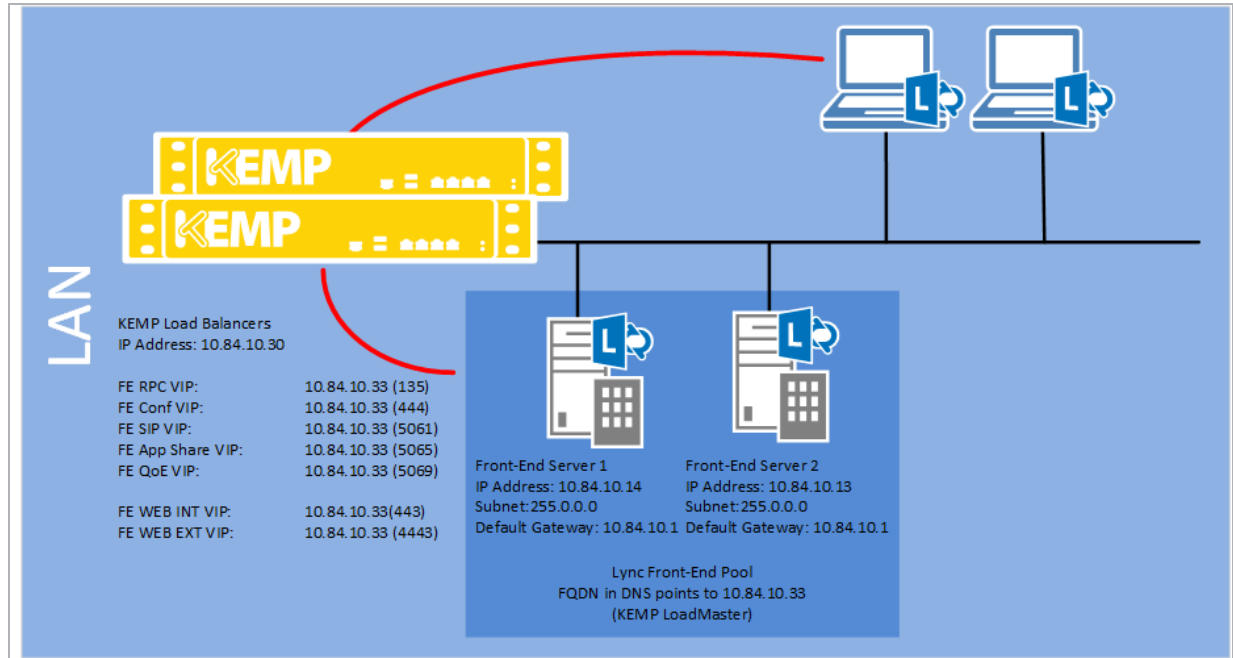 KEMP
KEMP
L
L
LAN
KEMP Load Balancers
IP Address: 10.84.10.30
FE RPC VIP: 10.84.10.33 (135)
FE Conf VIP: 10.84.10.33 (444)
FE SIP VIP: 10.84.10.33 (5061)
FE App Share VIP: 10.84.10.33 (5065)
FE QoE VIP: 10.84.10.33 (5069)
FE WEB INT VIP: 10.84.10.33(443)
FE WEB EXT VIP: 10.84.10.33 (4443)
L
L
Front-End Server 1
IP Address: 10.84.10.14
Subnet:255.0.0.0
Default Gateway: 10.84.10.1
Front-End Server 2
IP Address: 10.84.10.13
Subnet:255.0.0.0
Default Gateway: 10.84.10.1
Lync Front-End Pool
FQDN in DNS points to 10.84.10.33
(KEMP LoadMaster)